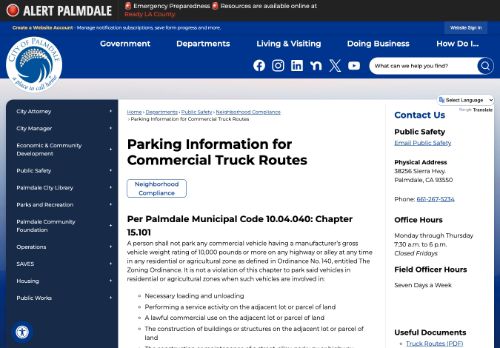 ALERT PALMDALE
🚨 Emergency Preparedness 🚨 Resources are available online at
Ready LA County.
Create a Website Account - Manage notification subscriptions, save form progress and more.
Website Sign In
CITY OF PALMDALE
a place to call home
Government
Departments
Living & Visiting
Doing Business
How Do I...
What can we help you find?
Select Language
Google Translate
City Attorney +
City Manager +
Economic & Community
Development +
Public Safety +
Palmdale City Library +
Parks and Recreation +
Palmdale Community
Foundation +
Operations +
SAVES +
Housing +
Public Works +
Home › Departments › Public Safety › Neighborhood Compliance
› Parking Information for Commercial Truck Routes
Parking Information for
Commercial Truck Routes
Neighborhood
Compliance
Per Palmdale Municipal Code 10.04.040: Chapter
15.101
A person shall not park any commercial vehicle having a manufacturer's gross
vehicle weight rating of 10,000 pounds or more on any highway or alley at any time
in any residential or agricultural zone as defined in Ordinance No. 140, entitled The
Zoning Ordinance. It is not a violation of this chapter to park said vehicles in
residential or agricultural zones when such vehicles are involved in:
Necessary loading and unloading
Performing a service activity on the adjacent lot or parcel of land
A lawful commercial use on the adjacent lot or parcel of land
The construction of buildings or structures on the adjacent lot or parcel of
land
Contact Us
Public Safety
Email Public Safety
Physical Address
38256 Sierra Hwy.
Palmdale, CA 93550
Phone: 661-267-5234
Office Hours
Monday through Thursday
7:30 a.m. to 6 p.m.
Closed Fridays
Field Officer Hours
Seven Days a Week
Useful Documents
Truck Routes (PDF)